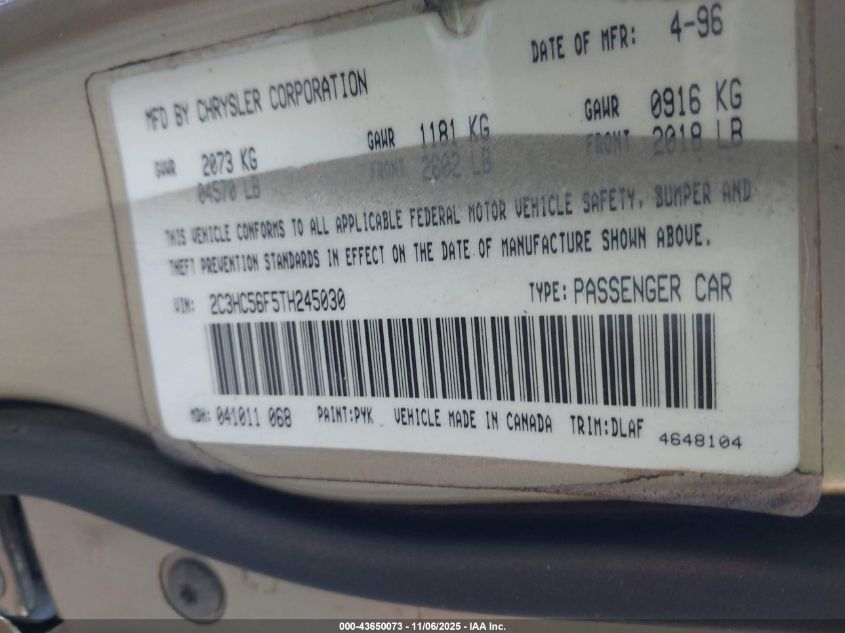 DATE OF MFR: 4-96
MFD BY CHRYSLER CORPORATION
GVWR 2073 KG GAWR 1181 KG GAWR 0916 KG
04570 LB FRONT 2602 LB FRONT 2018 LB
THIS VEHICLE CONFORMS TO ALL APPLICABLE FEDERAL MOTOR VEHICLE SAFETY, BUMPER AND
THEFT PREVENTION STANDARDS IN EFFECT ON THE DATE OF MANUFACTURE SHOWN ABOVE.
VIN: 2C3HC56F5TH245030 TYPE: PASSENGER CAR
MDH: 041011 068 PAINT:PYK VEHICLE MADE IN CANADA TRIM:DLAF 4648104
000-43650073 - 11/06/2025 - IAA Inc.